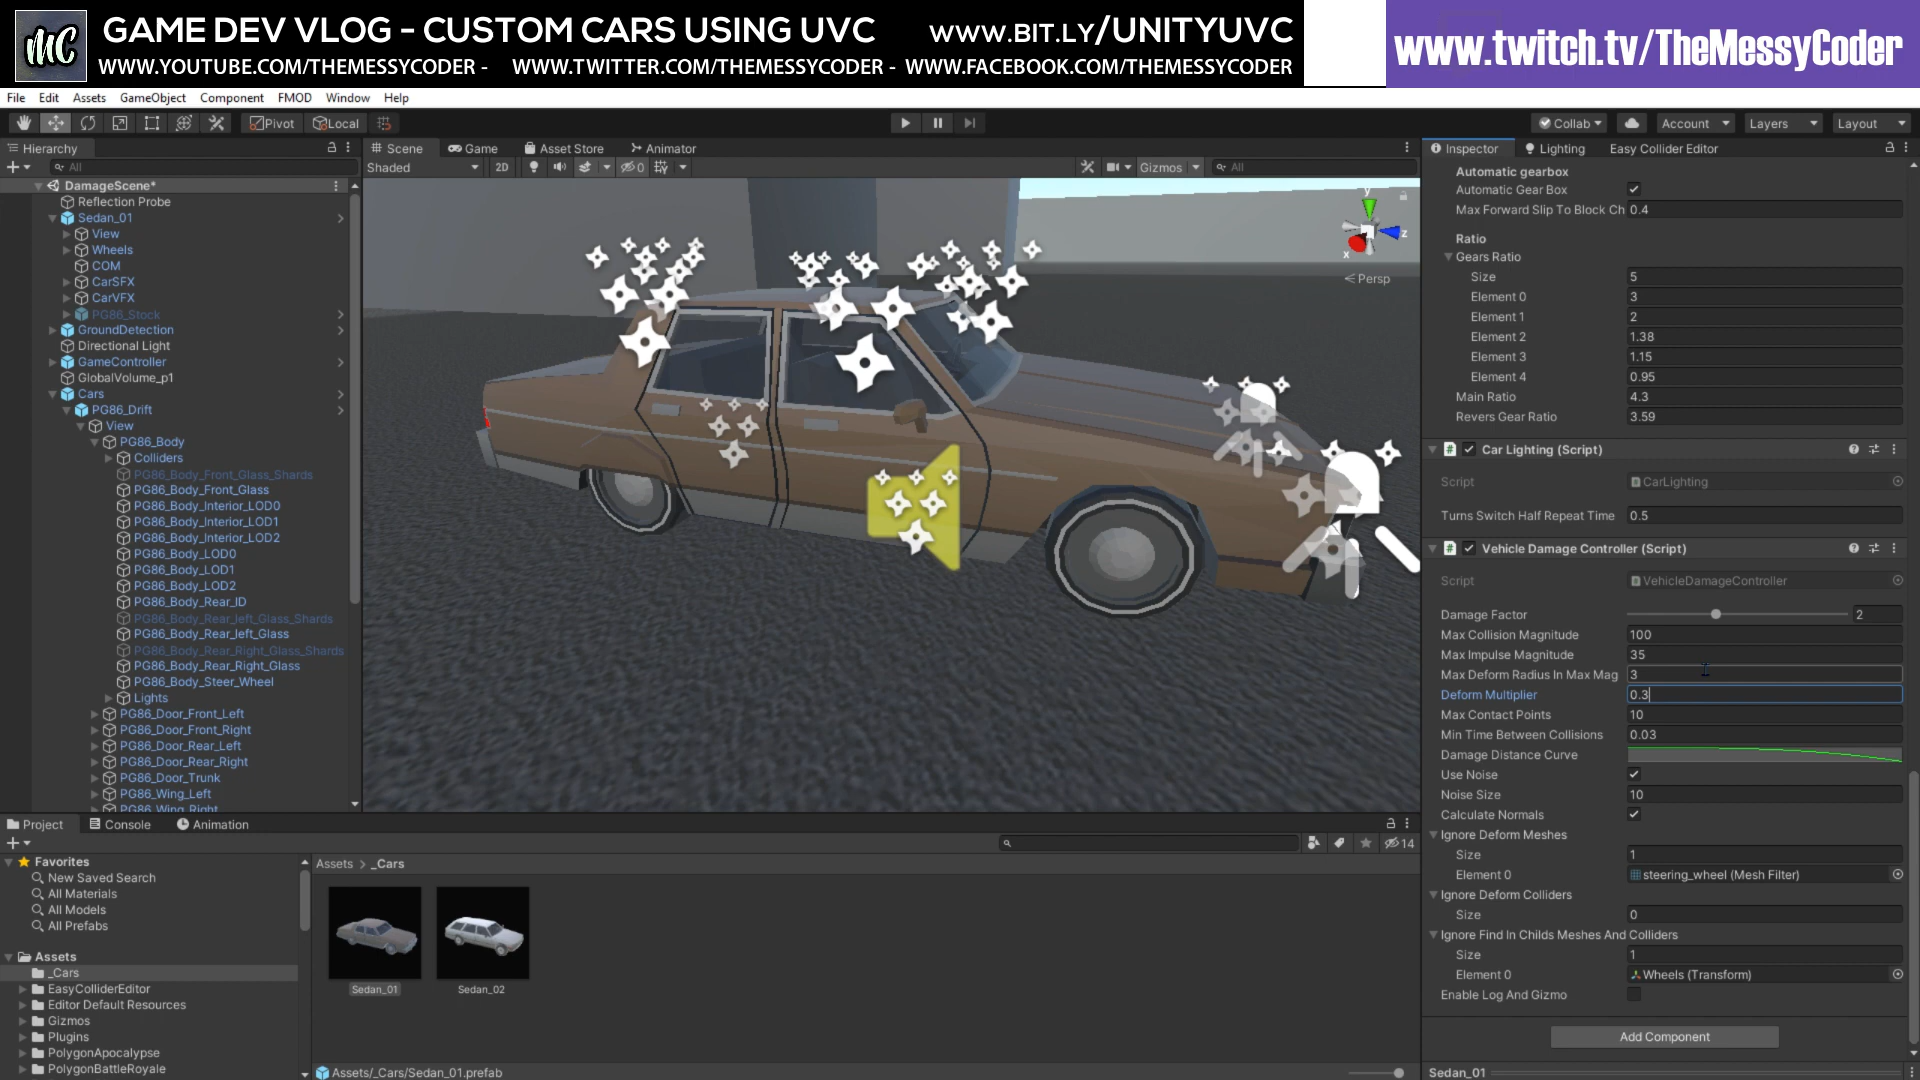 MC
GAME DEV VLOG - CUSTOM CARS USING UVC
WWW.BIT.LY/UNITYUVC
WWW.YOUTUBE.COM/THEMESSYCODER - WWW.TWITTER.COM/THEMESSYCODER - WWW.FACEBOOK.COM/THEMESSYCODER
www.twitch.tv/TheMessyCoder
File Edit Assets GameObject Component FMOD Window Help
Pivot Local
Collab Account Layers Layout
Hierarchy
All
DamageScene*
Reflection Probe
Sedan_01
View
Wheels
COM
CarSFX
CarVFX
PG86_Stock
GroundDetection
Directional Light
GameController
GlobalVolume_p1
Cars
PG86_Drift
View
PG86_Body
Colliders
PG86_Body_Front_Glass_Shards
PG86_Body_Front_Glass
PG86_Body_Interior_LOD0
PG86_Body_Interior_LOD1
PG86_Body_Interior_LOD2
PG86_Body_LOD0
PG86_Body_LOD1
PG86_Body_LOD2
PG86_Body_Rear_ID
PG86_Body_Rear_left_Glass_Shards
PG86_Body_Rear_left_Glass
PG86_Body_Rear_Right_Glass_Shards
PG86_Body_Rear_Right_Glass
PG86_Body_Steer_Wheel
Lights
PG86_Door_Front_Left
PG86_Door_Front_Right
PG86_Door_Rear_Left
PG86_Door_Rear_Right
PG86_Door_Trunk
PG86_Wing_Left
PG86_Wing_Right
Scene Game Asset Store Animator
Shaded 2D 0 Gizmos All
y
z
x
Persp
Inspector Lighting Easy Collider Editor
Automatic gearbox
Automatic Gear Box
Max Forward Slip To Block Ch 0.4
Ratio
Gears Ratio
Size 5
Element 0 3
Element 1 2
Element 2 1.38
Element 3 1.15
Element 4 0.95
Main Ratio 4.3
Revers Gear Ratio 3.59
Car Lighting (Script)
Script CarLighting
Turns Switch Half Repeat Time 0.5
Vehicle Damage Controller (Script)
Script VehicleDamageController
Damage Factor 2
Max Collision Magnitude 100
Max Impulse Magnitude 35
Max Deform Radius In Max Mag 3
Deform Multiplier 0.3
Max Contact Points 10
Min Time Between Collisions 0.03
Damage Distance Curve
Use Noise
Noise Size 10
Calculate Normals
Ignore Deform Meshes
Size 1
Element 0 steering_wheel (Mesh Filter)
Ignore Deform Colliders
Size 0
Ignore Find In Childs Meshes And Colliders
Size 1
Element 0 Wheels (Transform)
Enable Log And Gizmo
Add Component
Sedan_01
Project Console Animation
14
Favorites
New Saved Search
All Materials
All Models
All Prefabs
Assets
_Cars
EasyColliderEditor
Editor Default Resources
Gizmos
Plugins
PolygonApocalypse
PolygonBattleRoyale
Assets > _Cars
Sedan_01 Sedan_02
Assets/_Cars/Sedan_01.prefab